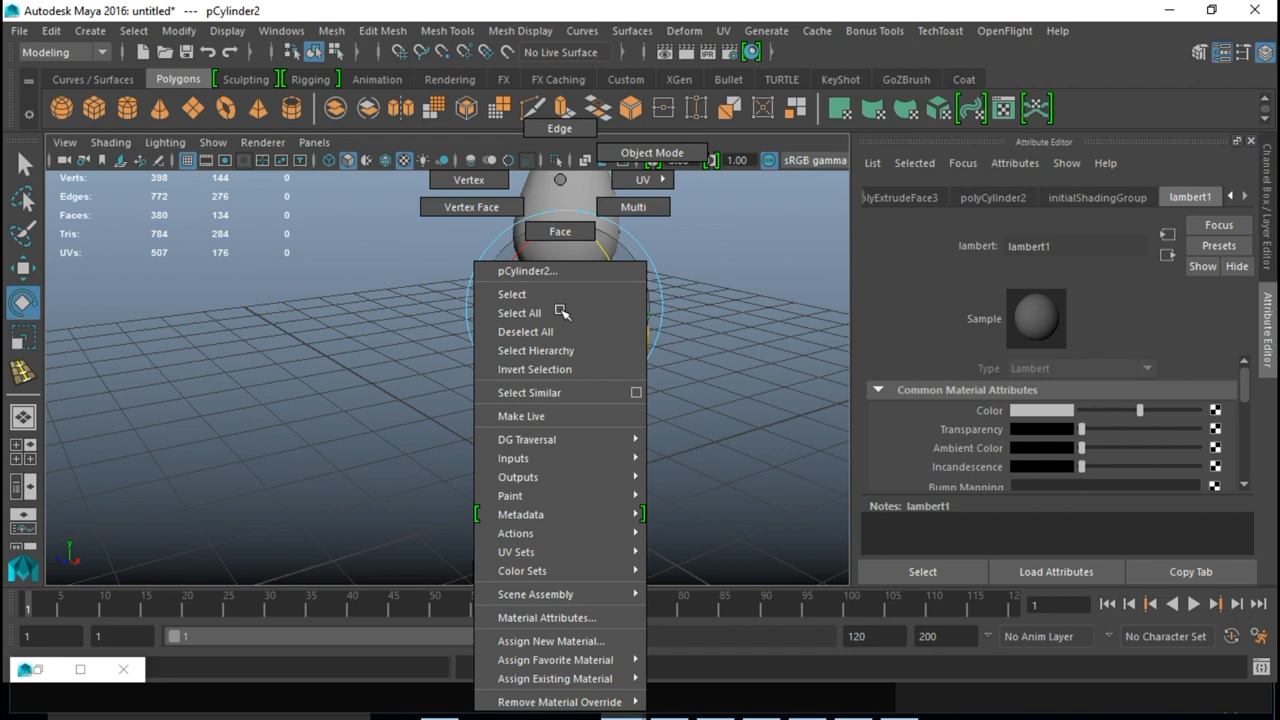 Autodesk Maya 2016: untitled* --- pCylinder2
File Edit Create Select Modify Display Windows Mesh Edit Mesh Mesh Tools Mesh Display Curves Surfaces Deform UV Generate Cache Bonus Tools TechToast OpenFlight Help
Modeling No Live Surface
Curves / Surfaces Polygons Sculpting Rigging Animation Rendering FX FX Caching Custom XGen Bullet TURTLE KeyShot GoZBrush Coat
IPR
Edge
View Shading Lighting Show Renderer Panels
Attribute Editor
Object Mode
1.00 sRGB gamma
List Selected Focus Attributes Show Help
Verts: 398 144 0
Edges: 772 276 0
Faces: 380 134 0
Tris: 784 284 0
UVs: 507 176 0
Vertex UV
Vertex Face Multi
Face
olyExtrudeFace3 polyCylinder2 initialShadingGroup lambert1
Focus
Presets
Show Hide
lambert: lambert1
Sample
Type Lambert
Common Material Attributes
Color
Transparency
Ambient Color
Incandescence
Bump Mapping
Notes: lambert1
Select Load Attributes Copy Tab
Channel Box / Layer Editor
Attribute Editor
pCylinder2...
Select
Select All
Deselect All
Select Hierarchy
Invert Selection
Select Similar
Make Live
DG Traversal
Inputs
Outputs
Paint
Metadata
Actions
UV Sets
Color Sets
Scene Assembly
Material Attributes...
Assign New Material...
Assign Favorite Material
Assign Existing Material
Remove Material Override
y
1 5 10 15 20 25 30 35 40 45 80 85 90 95 100 105 110 115 12
1
1 1 1 120 200 No Anim Layer No Character Set